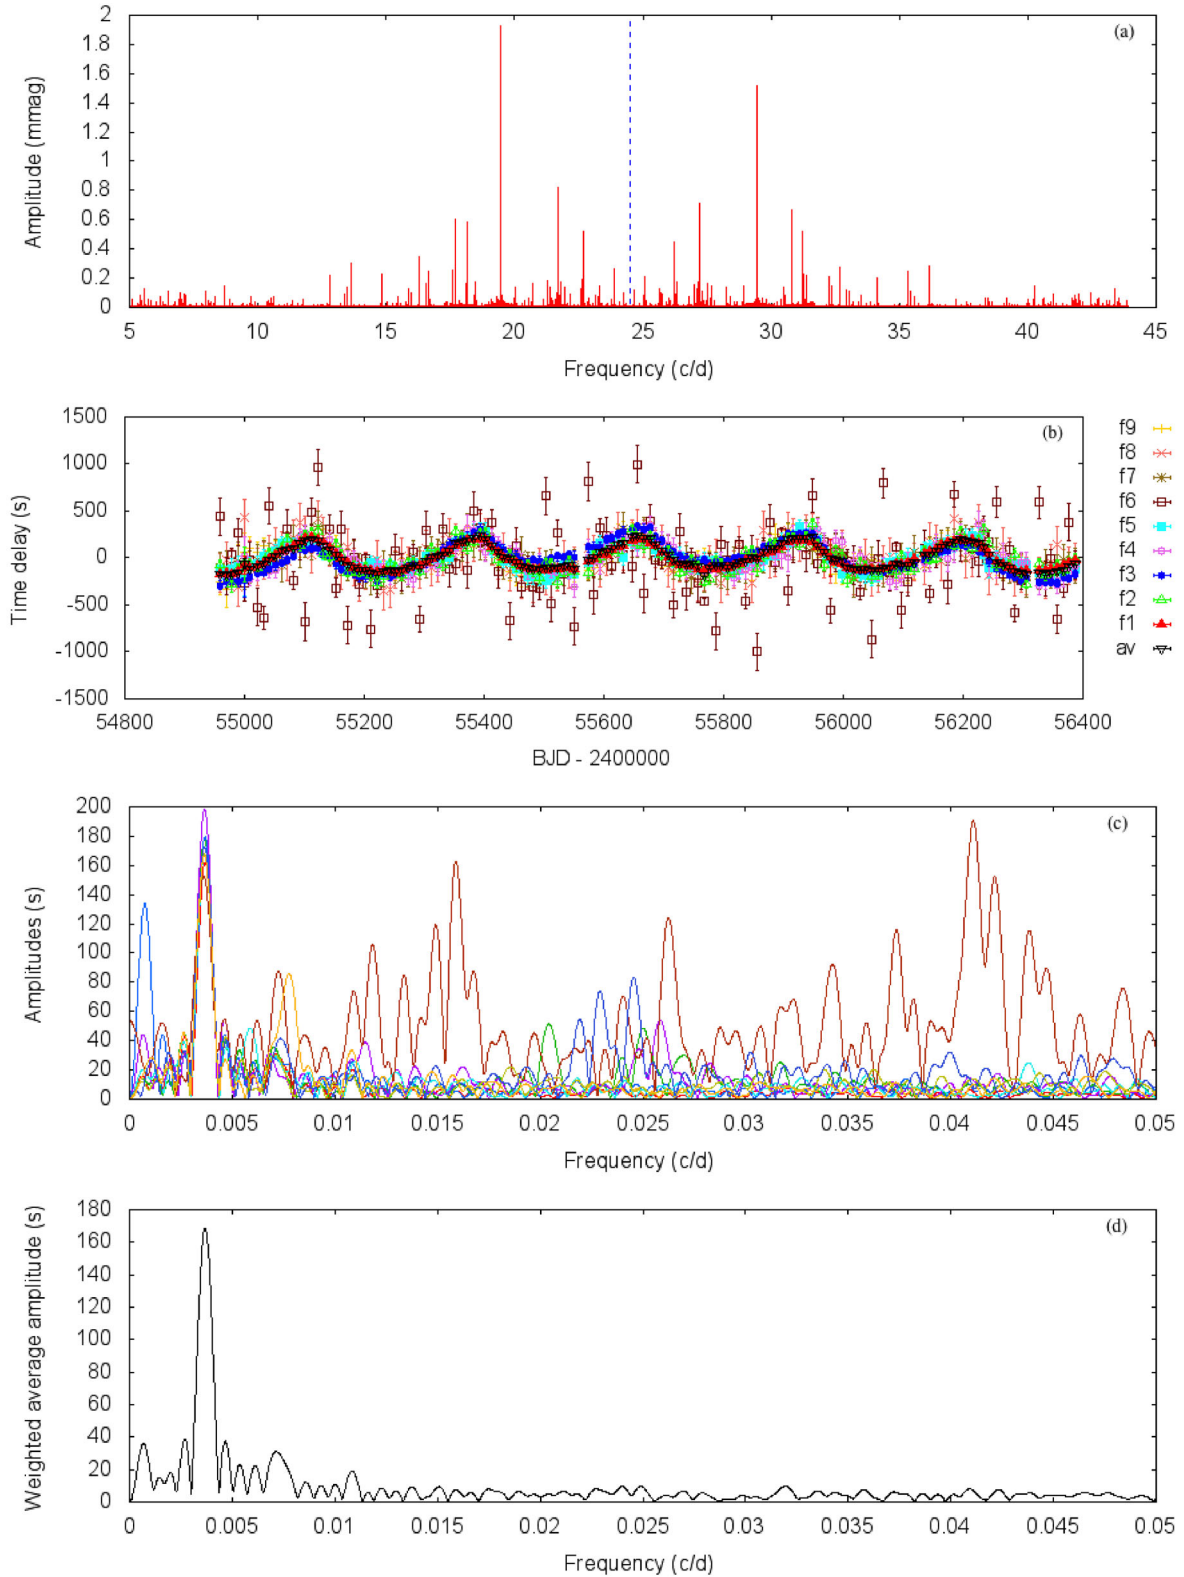 (a)
Amplitude (mmag)
2
1.8
1.6
1.4
1.2
1
0.8
0.6
0.4
0.2
0
5 10 15 20 25 30 35 40 45
Frequency (c/d)
(b)
Time delay (s)
1500
1000
500
0
-500
-1000
-1500
54800 55000 55200 55400 55600 55800 56000 56200 56400
BJD - 2400000
f9
f8
f7
f6
f5
f4
f3
f2
f1
av
(c)
Amplitudes (s)
200
180
160
140
120
100
80
60
40
20
0
0 0.005 0.01 0.015 0.02 0.025 0.03 0.035 0.04 0.045 0.05
Frequency (c/d)
(d)
Weighted average amplitude (s)
180
160
140
120
100
80
60
40
20
0
0 0.005 0.01 0.015 0.02 0.025 0.03 0.035 0.04 0.045 0.05
Frequency (c/d)